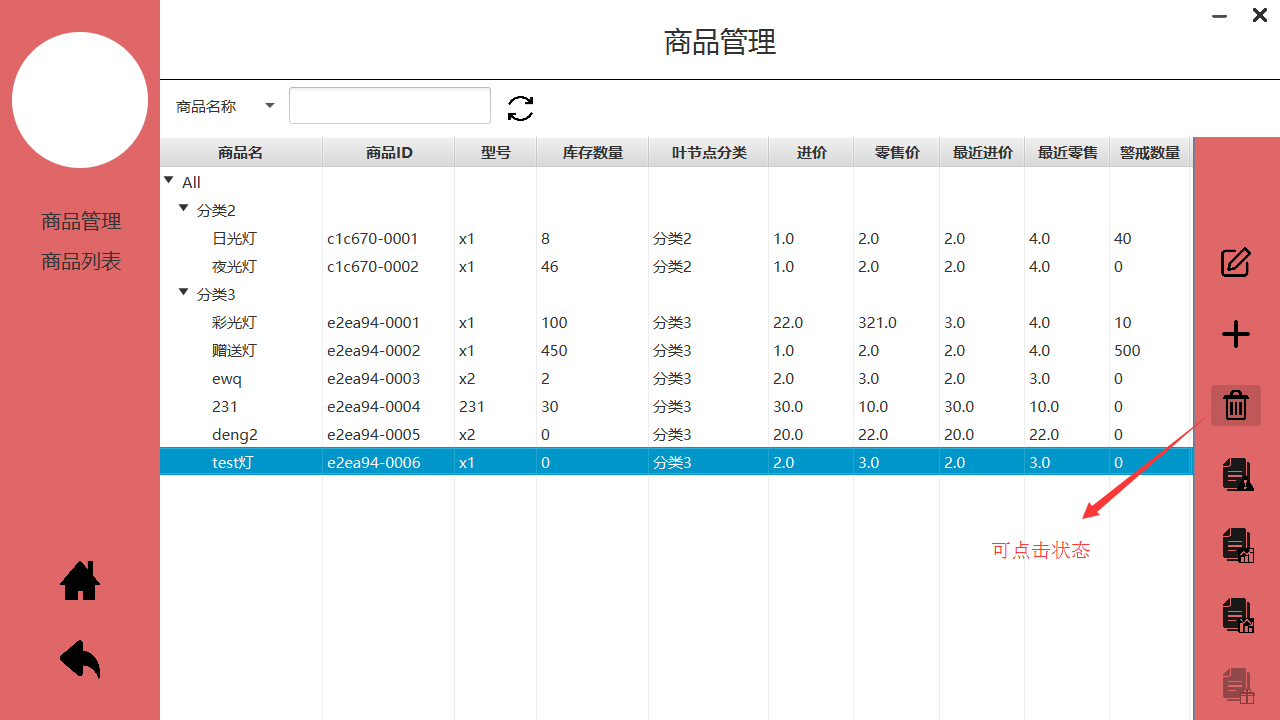 商品管理
商品名称
商品管理
商品列表
商品名 商品ID 型号 库存数量 叶节点分类 进价 零售价 最近进价 最近零售 警戒数量
All
分类2
日光灯 c1c670-0001 x1 8 分类2 1.0 2.0 2.0 4.0 40
夜光灯 c1c670-0002 x1 46 分类2 1.0 2.0 2.0 4.0 0
分类3
彩光灯 e2ea94-0001 x1 100 分类3 22.0 321.0 3.0 4.0 10
赠送灯 e2ea94-0002 x1 450 分类3 1.0 2.0 2.0 4.0 500
ewq e2ea94-0003 x2 2 分类3 2.0 3.0 2.0 3.0 0
231 e2ea94-0004 231 30 分类3 30.0 10.0 30.0 10.0 0
deng2 e2ea94-0005 x2 0 分类3 20.0 22.0 20.0 22.0 0
test灯 e2ea94-0006 x1 0 分类3 2.0 3.0 2.0 3.0 0
可点击状态